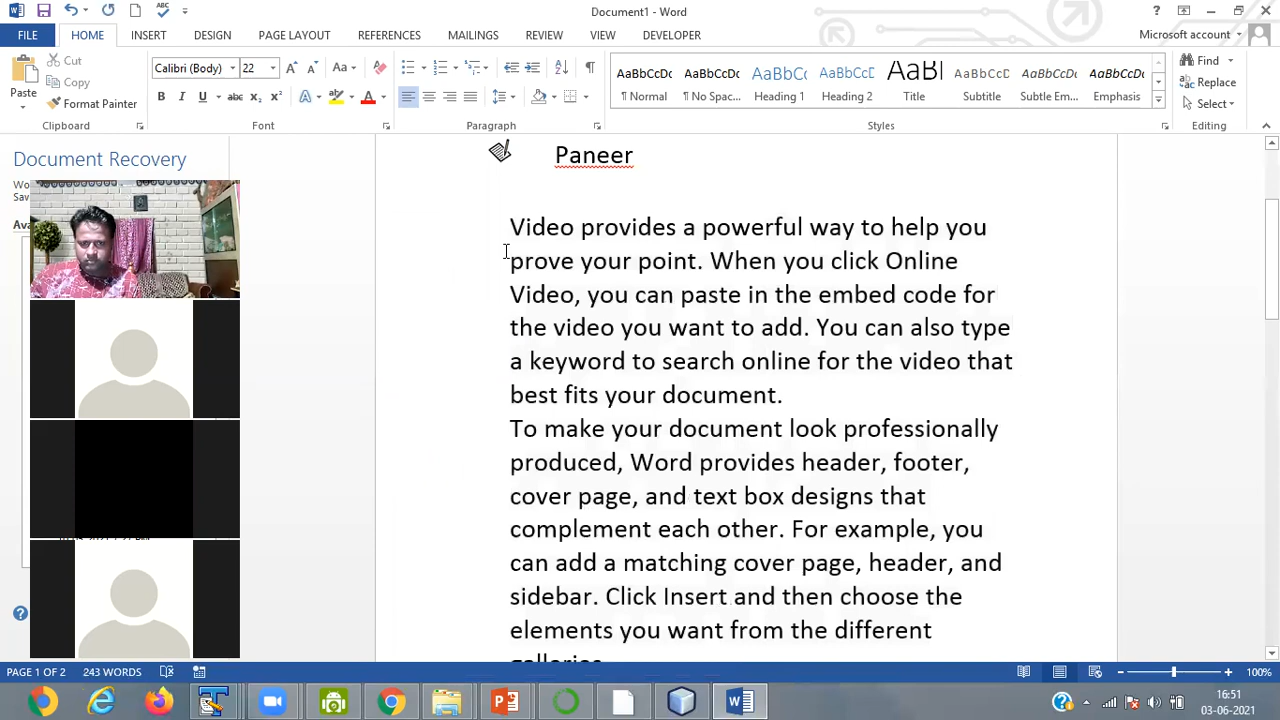 Document1 - Word
FILE HOME INSERT DESIGN PAGE LAYOUT REFERENCES MAILINGS REVIEW VIEW DEVELOPER Microsoft account
Paste
Cut
Copy
Format Painter
Clipboard
Calibri (Body) 22
Font
Paragraph
AaBbCcDc AaBbCcDc AaBbCc AaBbCcD AaBl AaBbCcD AaBbCcDc AaBbCcDc
¶ Normal ¶ No Spac... Heading 1 Heading 2 Title Subtitle Subtle Em... Emphasis
Styles
Find
Replace
Select
Editing
Document Recovery
Paneer
Video provides a powerful way to help you
prove your point. When you click Online
Video, you can paste in the embed code for
the video you want to add. You can also type
a keyword to search online for the video that
best fits your document.
To make your document look professionally
produced, Word provides header, footer,
cover page, and text box designs that
complement each other. For example, you
can add a matching cover page, header, and
sidebar. Click Insert and then choose the
elements you want from the different
galleries.
PAGE 1 OF 2 243 WORDS 100%
16:51
03-06-2021